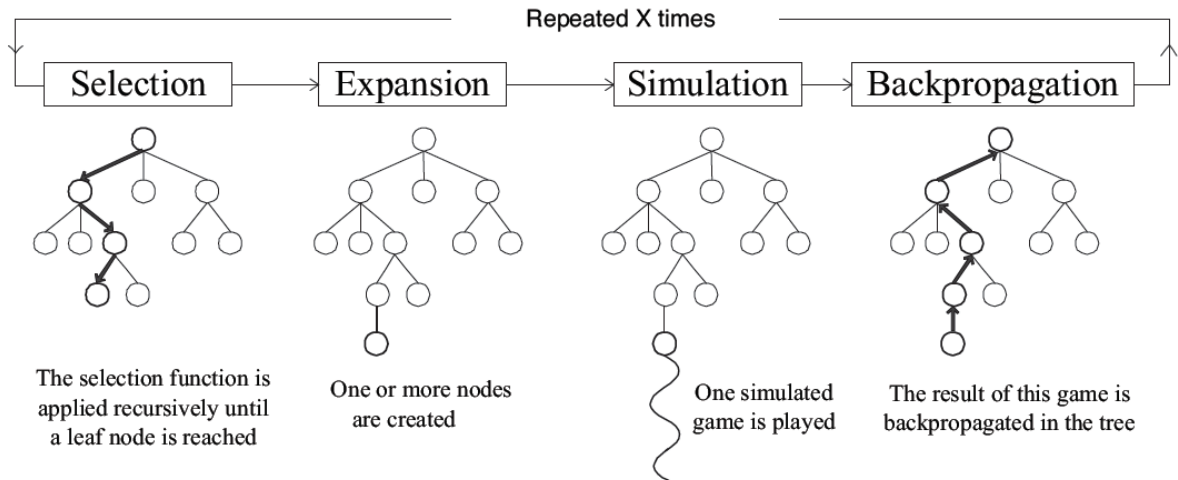 Repeated X times
Selection
Expansion
Simulation
Backpropagation
The selection function is
applied recursively until
a leaf node is reached
One or more nodes
are created
One simulated
game is played
The result of this game is
backpropagated in the tree